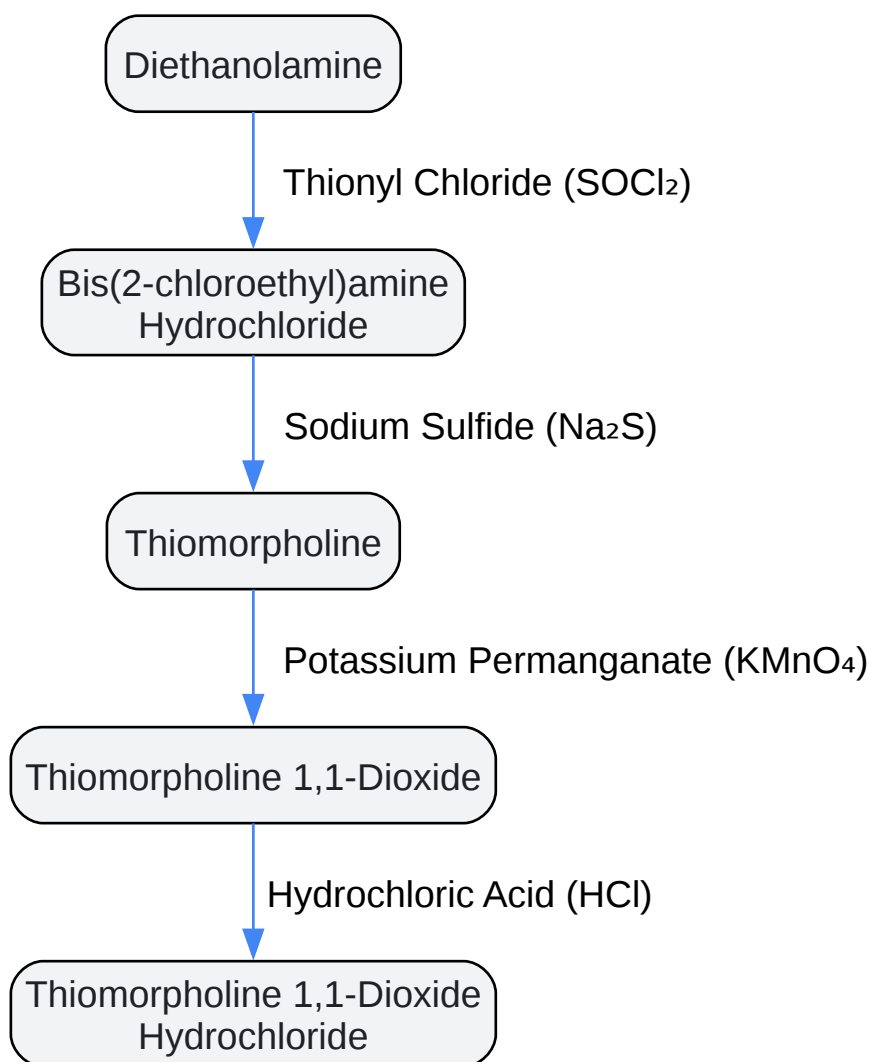 Diethanolamine
Thionyl Chloride (SOCl₂)
Bis(2-chloroethyl)amine
Hydrochloride
Sodium Sulfide (Na₂S)
Thiomorpholine
Potassium Permanganate (KMnO₄)
Thiomorpholine 1,1-Dioxide
Hydrochloric Acid (HCl)
Thiomorpholine 1,1-Dioxide
Hydrochloride